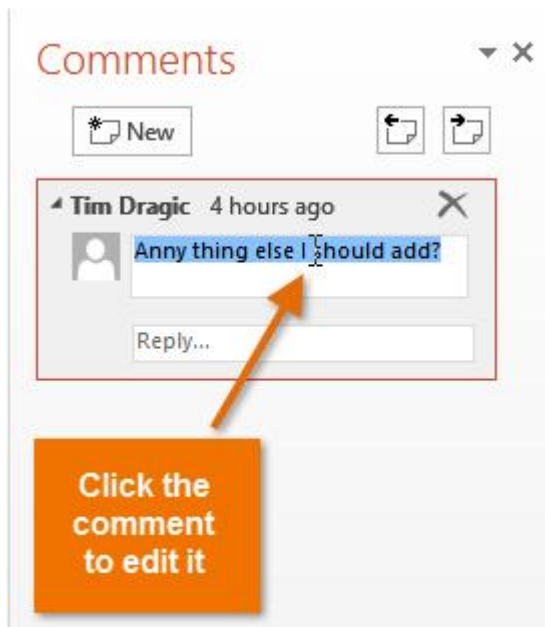 Comments
New
Tim Dragic 4 hours ago
Anny thing else I should add?
Reply...
Click the
comment
to edit it